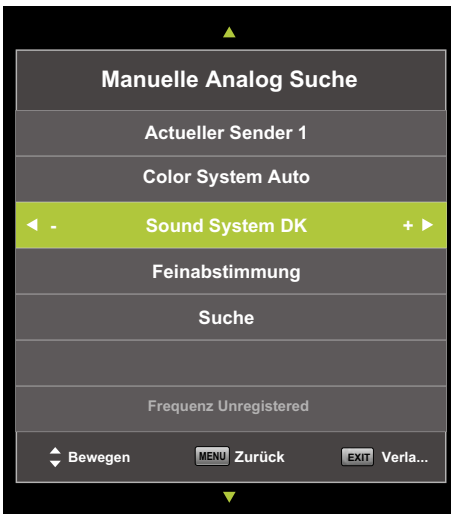 Manuelle Analog Suche
Actueller Sender 1
Color System Auto
- Sound System DK +
Feinabstimmung
Suche
Frequenz Unregistered
Bewegen MENU Zurück EXIT Verla...